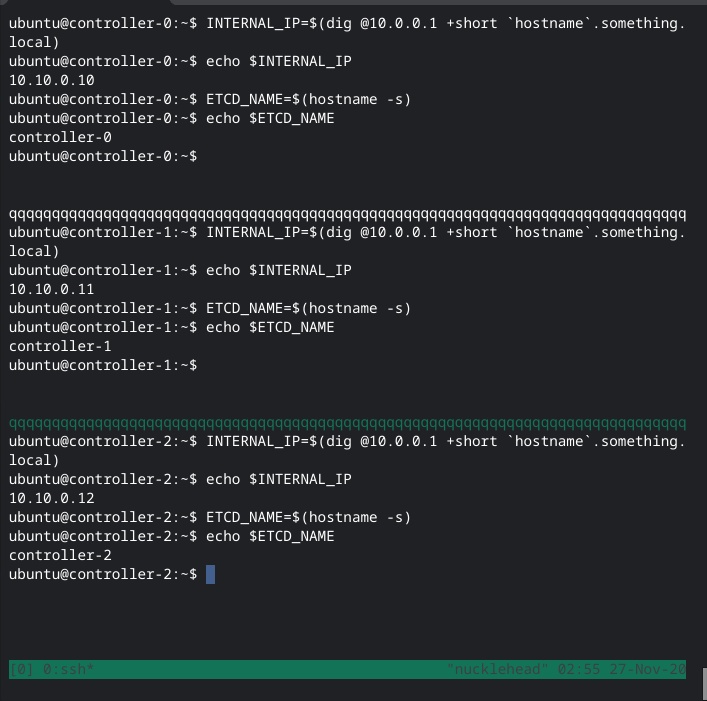 ubuntu@controller-0:~$ INTERNAL_IP=$(dig @10.0.0.1 +short `hostname`.something.
local)
ubuntu@controller-0:~$ echo $INTERNAL_IP
10.10.0.10
ubuntu@controller-0:~$ ETCD_NAME=$(hostname -s)
ubuntu@controller-0:~$ echo $ETCD_NAME
controller-0
ubuntu@controller-0:~$
qqqqqqqqqqqqqqqqqqqqqqqqqqqqqqqqqqqqqqqqqqqqqqqqqqqqqqqqqqqqqqqqqqqqqqqqqqqqqqq
ubuntu@controller-1:~$ INTERNAL_IP=$(dig @10.0.0.1 +short `hostname`.something.
local)
ubuntu@controller-1:~$ echo $INTERNAL_IP
10.10.0.11
ubuntu@controller-1:~$ ETCD_NAME=$(hostname -s)
ubuntu@controller-1:~$ echo $ETCD_NAME
controller-1
ubuntu@controller-1:~$
qqqqqqqqqqqqqqqqqqqqqqqqqqqqqqqqqqqqqqqqqqqqqqqqqqqqqqqqqqqqqqqqqqqqqqqqqqqqqqq
ubuntu@controller-2:~$ INTERNAL_IP=$(dig @10.0.0.1 +short `hostname`.something.
local)
ubuntu@controller-2:~$ echo $INTERNAL_IP
10.10.0.12
ubuntu@controller-2:~$ ETCD_NAME=$(hostname -s)
ubuntu@controller-2:~$ echo $ETCD_NAME
controller-2
ubuntu@controller-2:~$
[0] 0:ssh* "nucklehead" 02:55 27-Nov-20